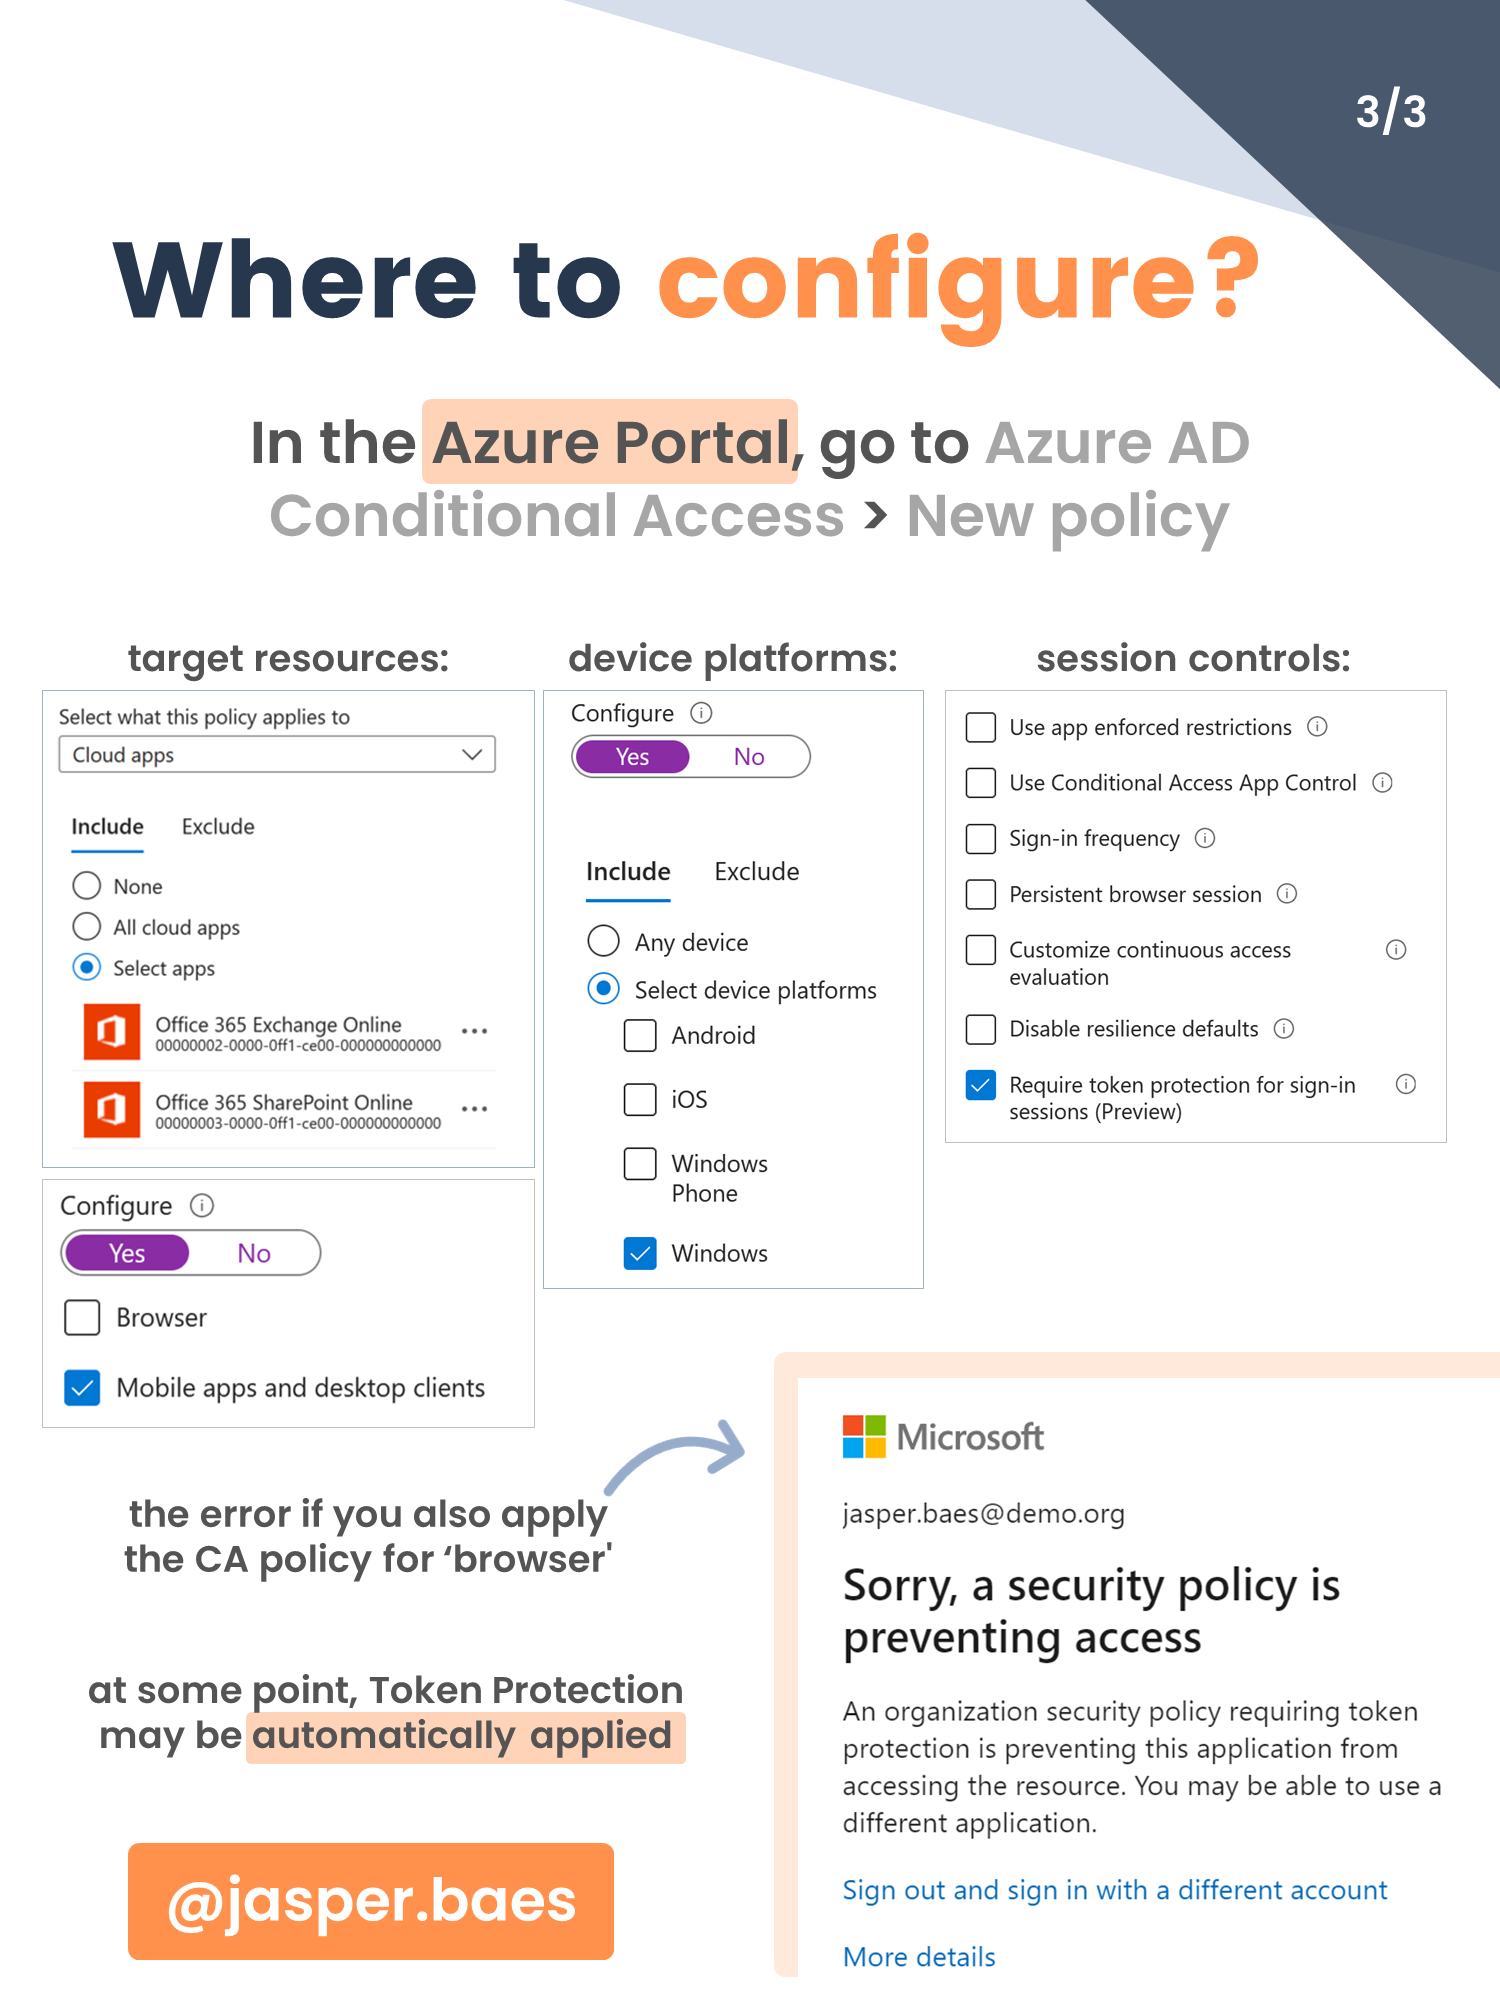 3/3
Where to configure?
In the Azure Portal, go to Azure AD
Conditional Access > New policy
target resources:
Select what this policy applies to
Cloud apps
Include Exclude
None
All cloud apps
Select apps
Office 365 Exchange Online
00000002-0000-0ff1-ce00-000000000000
Office 365 SharePoint Online
00000003-0000-0ff1-ce00-000000000000
Configure
Yes No
Browser
Mobile apps and desktop clients
device platforms:
Configure
Yes No
Include Exclude
Any device
Select device platforms
Android
iOS
Windows
Phone
Windows
session controls:
Use app enforced restrictions
Use Conditional Access App Control
Sign-in frequency
Persistent browser session
Customize continuous access
evaluation
Disable resilience defaults
Require token protection for sign-in
sessions (Preview)
the error if you also apply
the CA policy for ‘browser'
at some point, Token Protection
may be automatically applied
@jasper.baes
Microsoft
jasper.baes@demo.org
Sorry, a security policy is
preventing access
An organization security policy requiring token
protection is preventing this application from
accessing the resource. You may be able to use a
different application.
Sign out and sign in with a different account
More details